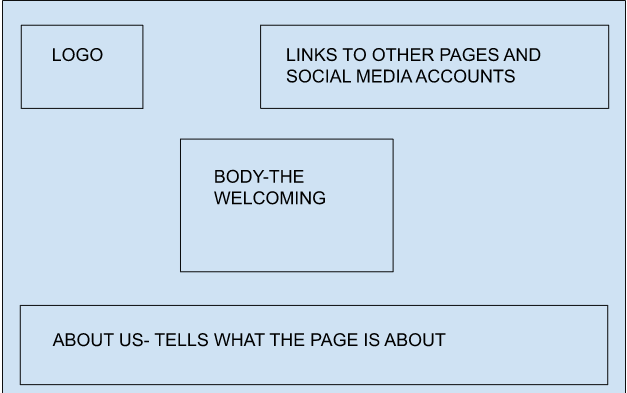 LOGO
LINKS TO OTHER PAGES AND
SOCIAL MEDIA ACCOUNTS
BODY-THE
WELCOMING
ABOUT US- TELLS WHAT THE PAGE IS ABOUT